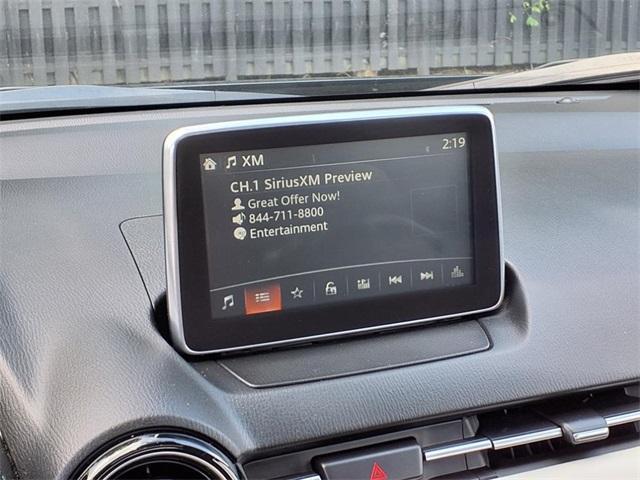 XM 2:19
CH.1 SiriusXM Preview
Great Offer Now!
844-711-8800
Entertainment